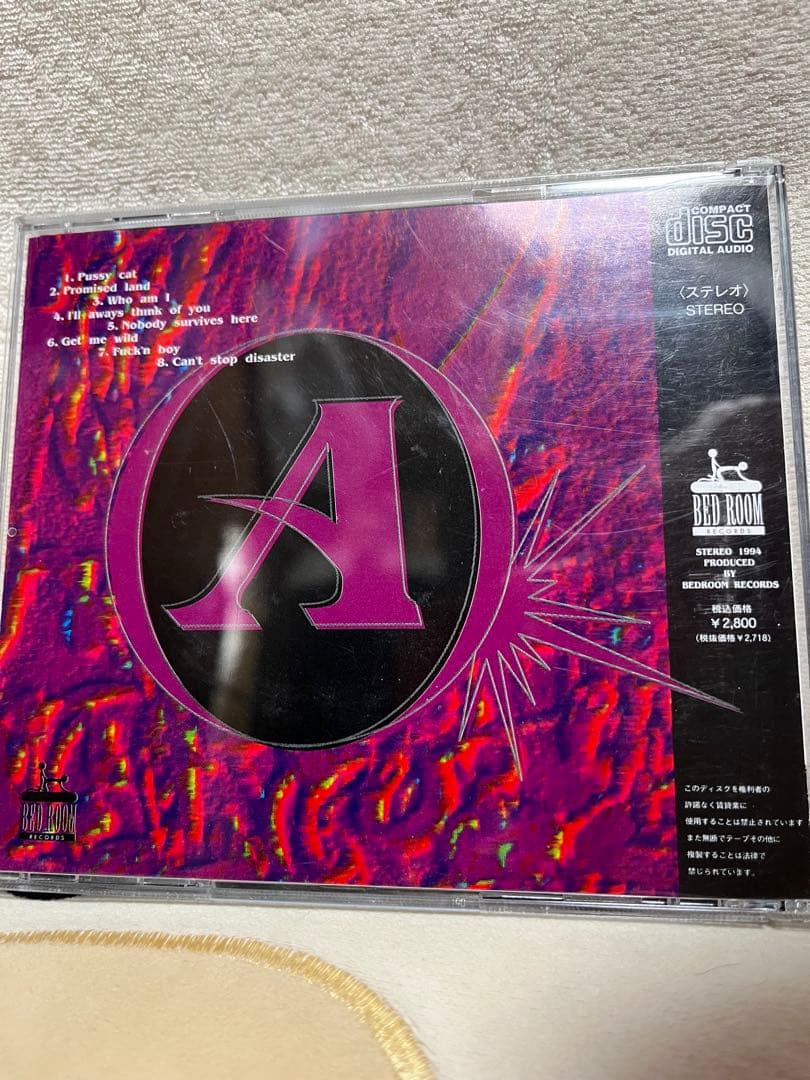 1. Pussy cat
2. Promised land
3. Who am I
4. I'll aways think of you
5. Nobody survives here
6. Get me wild
7. Fuck'n boy
8. Can't stop disaster
A
COMPACT
disc
DIGITAL AUDIO
〈ステレオ〉
STEREO
BED ROOM
RECORDS
STEREO 1994
PRODUCED
BY
BEDROOM RECORDS
税込価格
¥2,800
(税抜価格¥2,718)
このディスクを権利者の
許諾なく賃貸業に
使用することは禁止されています
また無断でテープその他に
複製することは法律で
禁じられています。
BED ROOM
RECORDS